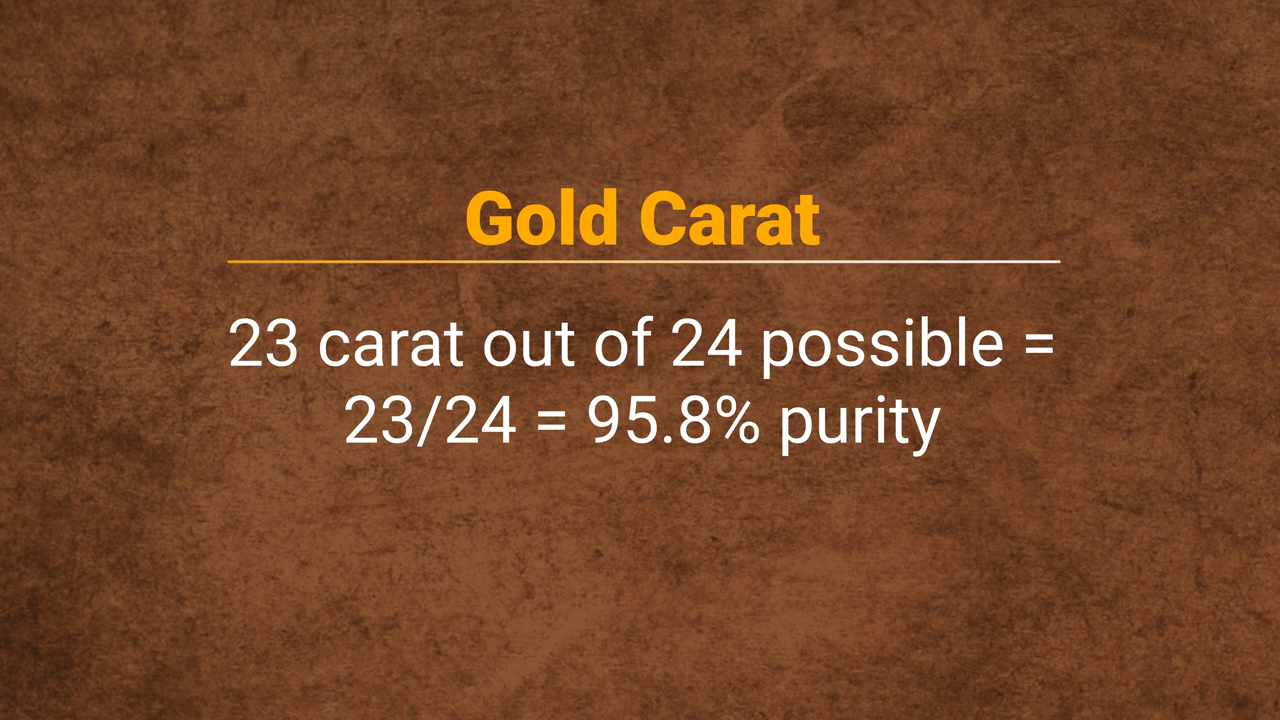 Gold Carat
23 carat out of 24 possible =
23/24 = 95.8% purity